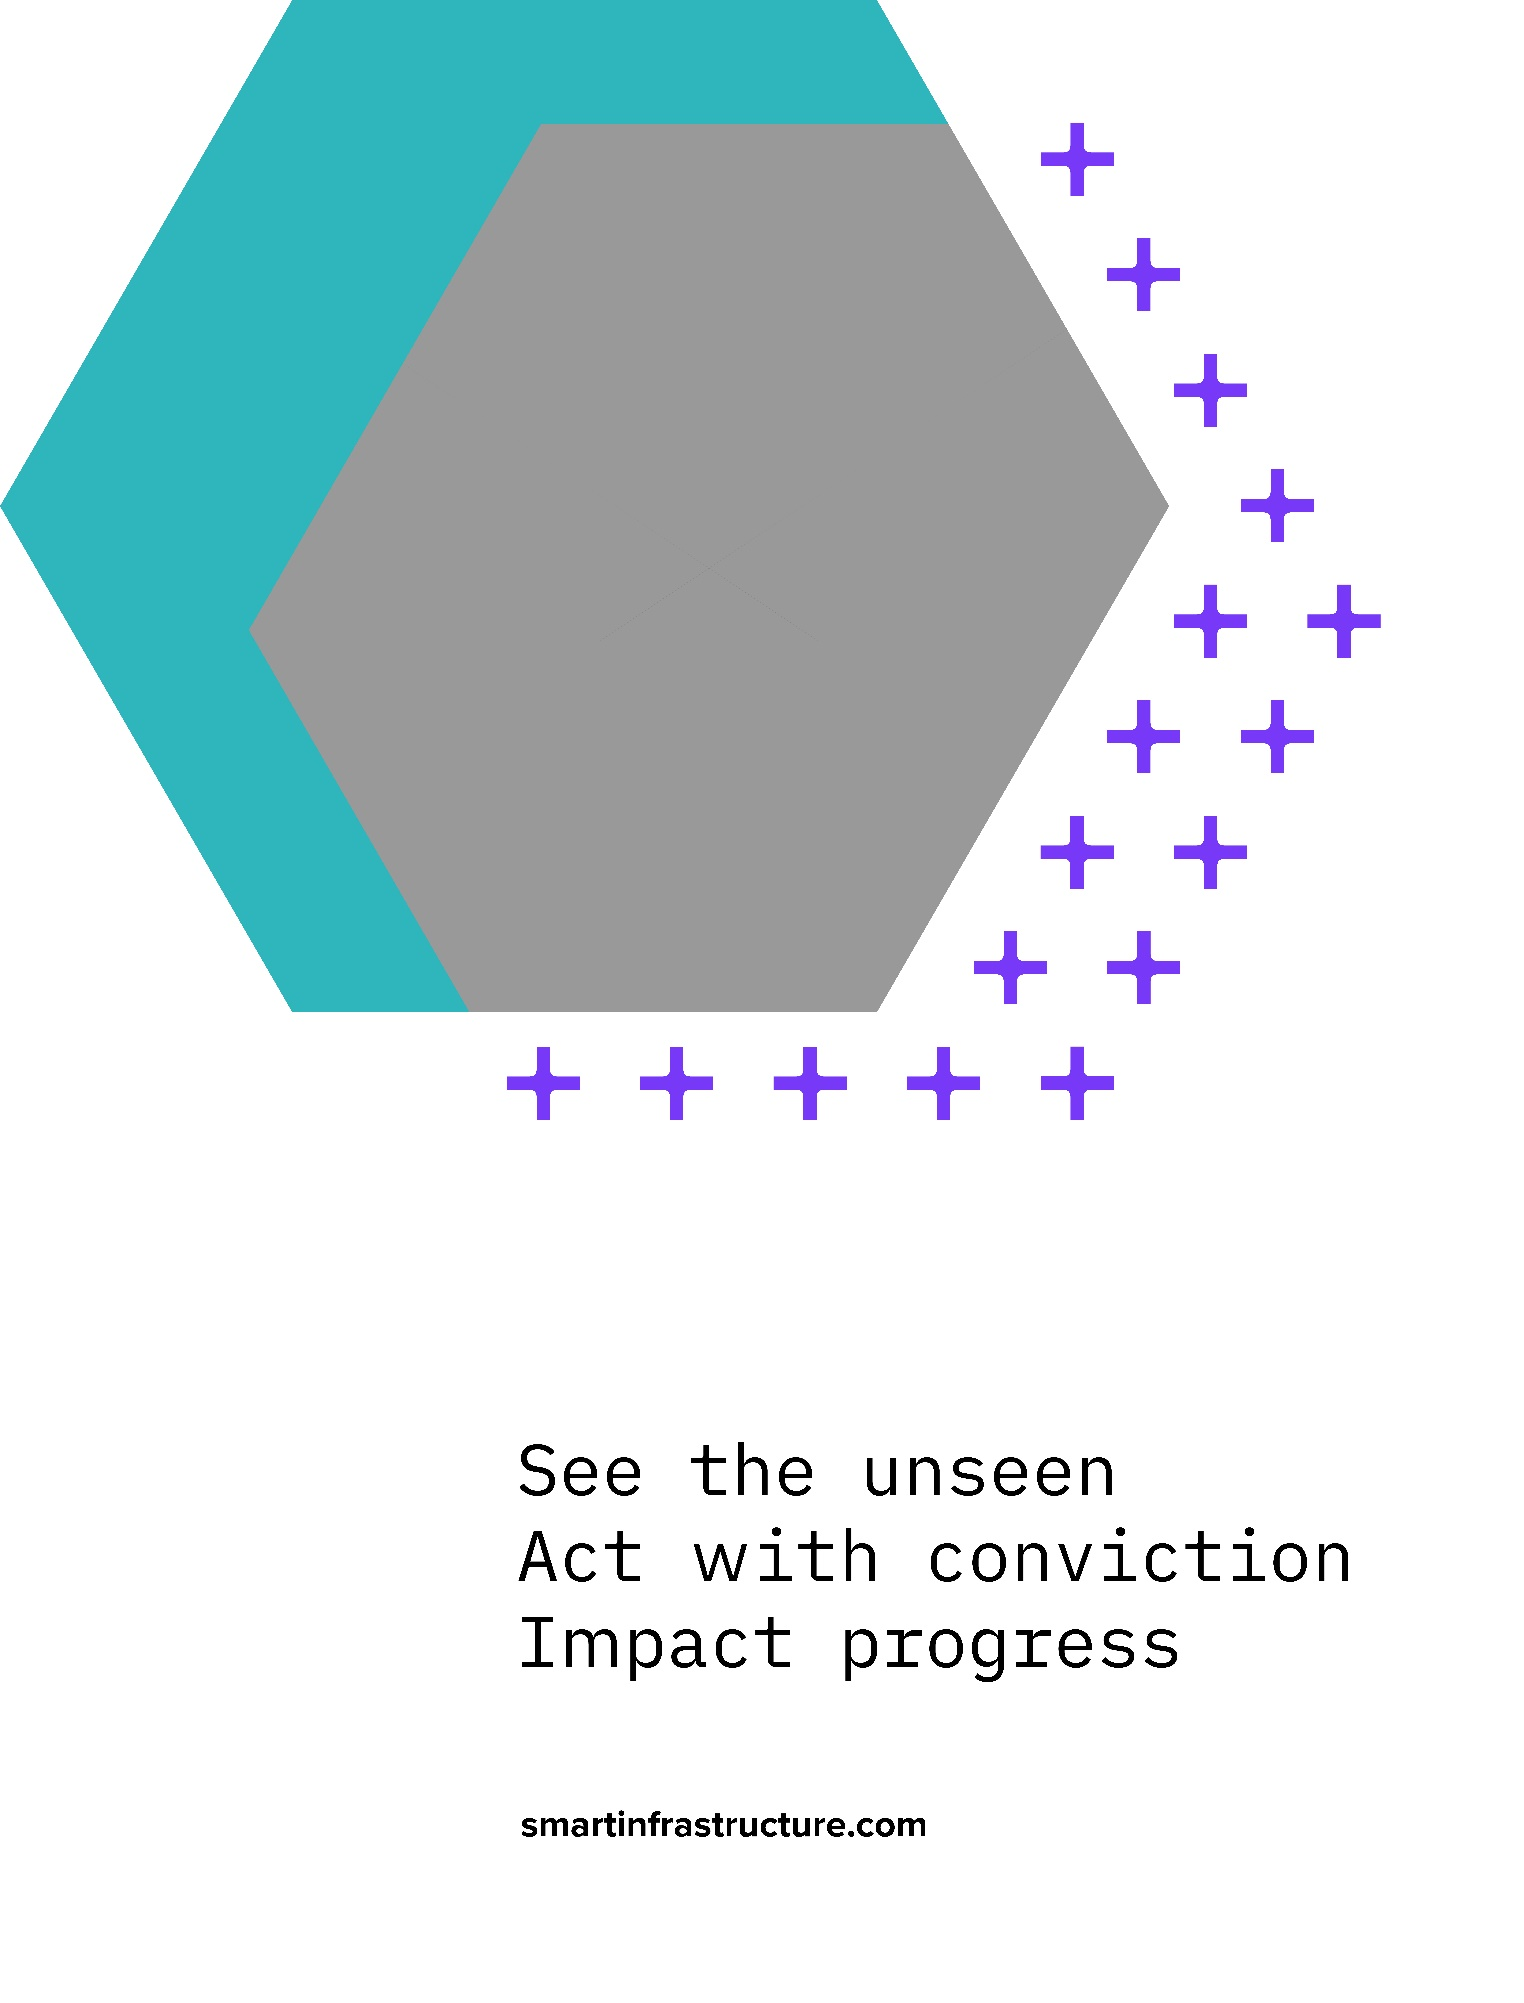 See the unseen
Act with conviction
Impact progress
smartinfrastructure.com